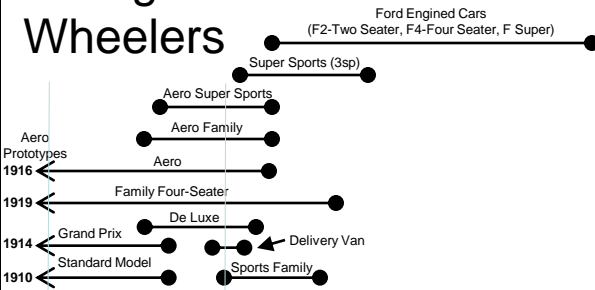 Wheelers
Ford Engined Cars
(F2-Two Seater, F4-Four Seater, F Super)
Super Sports (3sp)
Aero Super Sports
Aero Family
Aero
Prototypes
1916
Aero
1919
Family Four-Seater
De Luxe
1914
Grand Prix
Delivery Van
1910
Standard Model
Sports Family